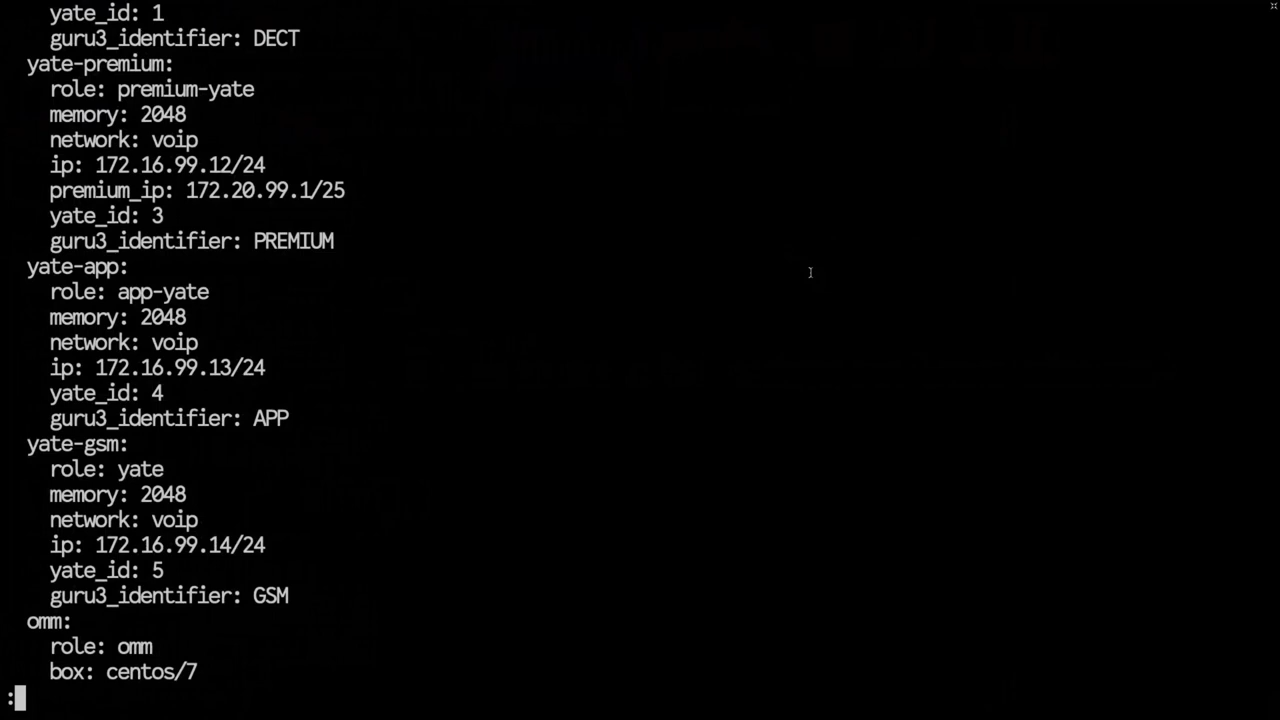 yate_id: 1
guru3_identifier: DECT
yate-premium:
role: premium-yate
memory: 2048
network: voip
ip: 172.16.99.12/24
premium_ip: 172.20.99.1/25
yate_id: 3
guru3_identifier: PREMIUM
yate-app:
role: app-yate
memory: 2048
network: voip
ip: 172.16.99.13/24
yate_id: 4
guru3_identifier: APP
yate-gsm:
role: yate
memory: 2048
network: voip
ip: 172.16.99.14/24
yate_id: 5
guru3_identifier: GSM
omm:
role: omm
box: centos/7
: